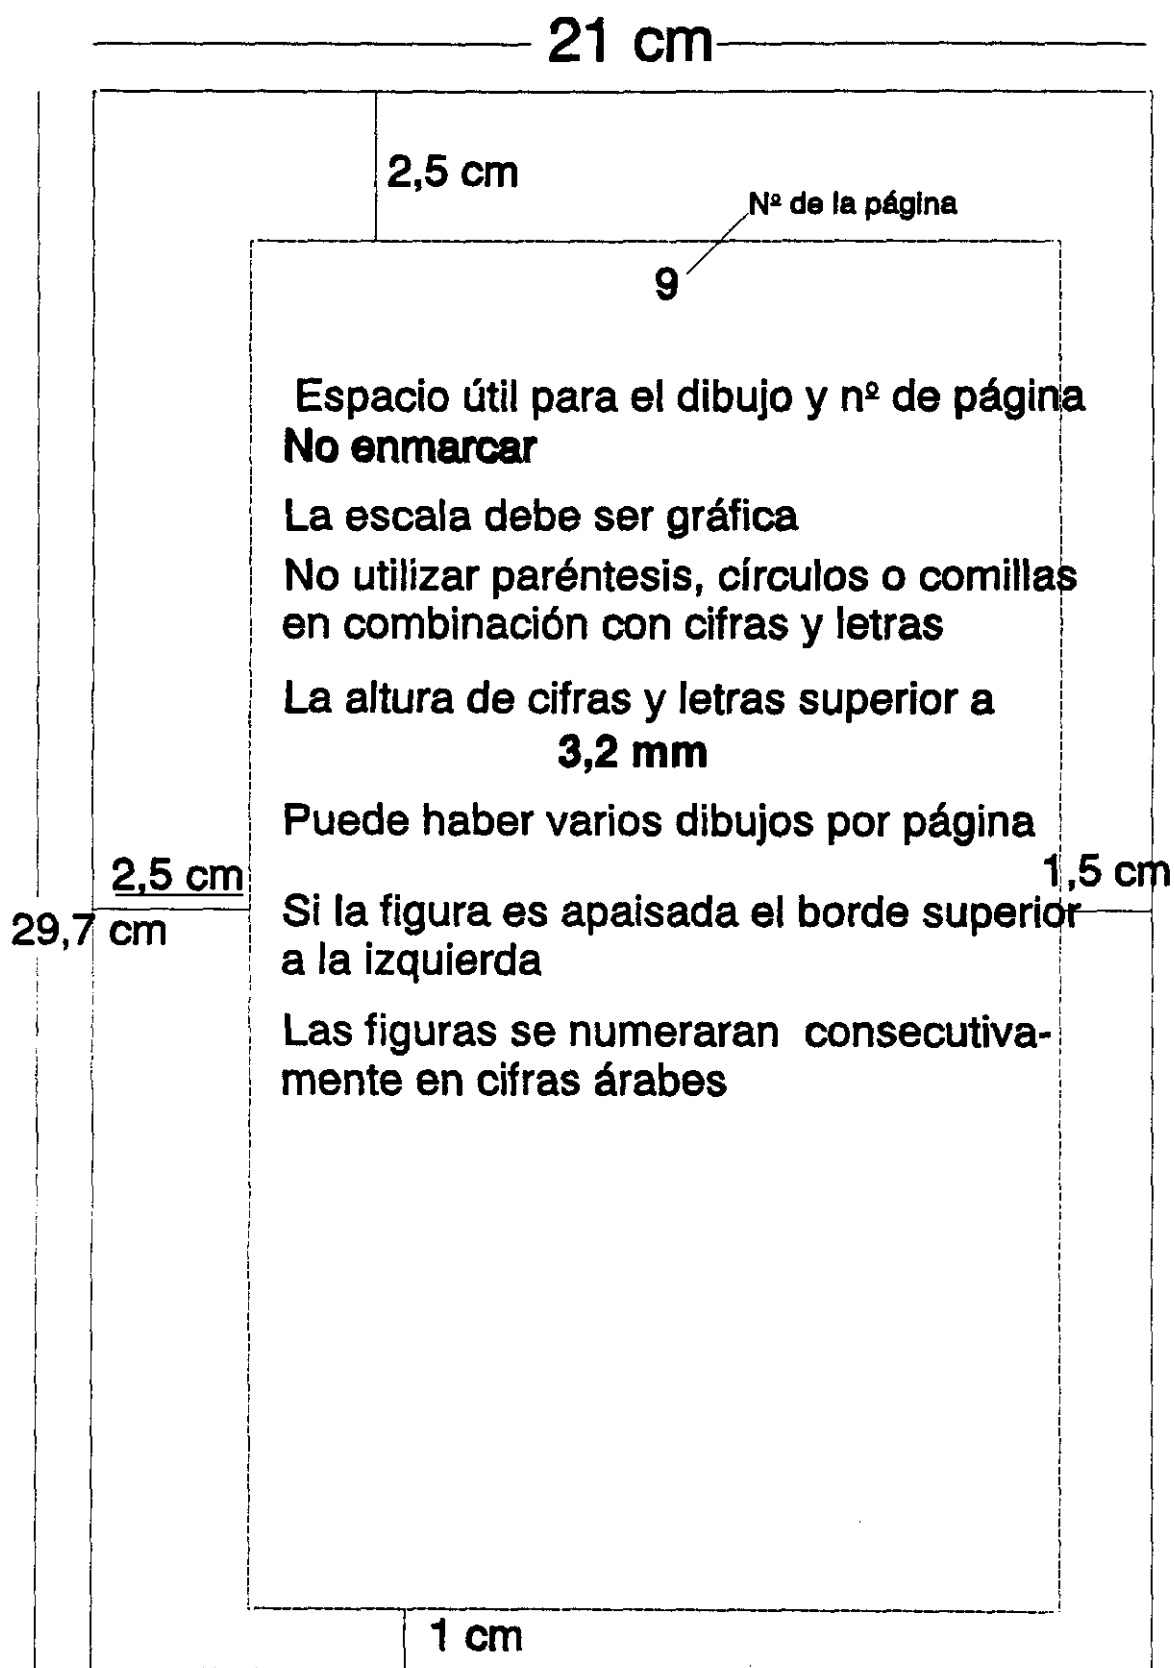 21 cm
2,5 cm
Nº de la página
9
Espacio útil para el dibujo y nº de página
No enmarcar
La escala debe ser gráfica
No utilizar paréntesis, círculos o comillas
en combinación con cifras y letras
La altura de cifras y letras superior a
3,2 mm
Puede haber varios dibujos por página
2,5 cm
1,5 cm
29,7 cm
Si la figura es apaisada el borde superior
a la izquierda
Las figuras se numeraran consecutiva-
mente en cifras árabes
1 cm